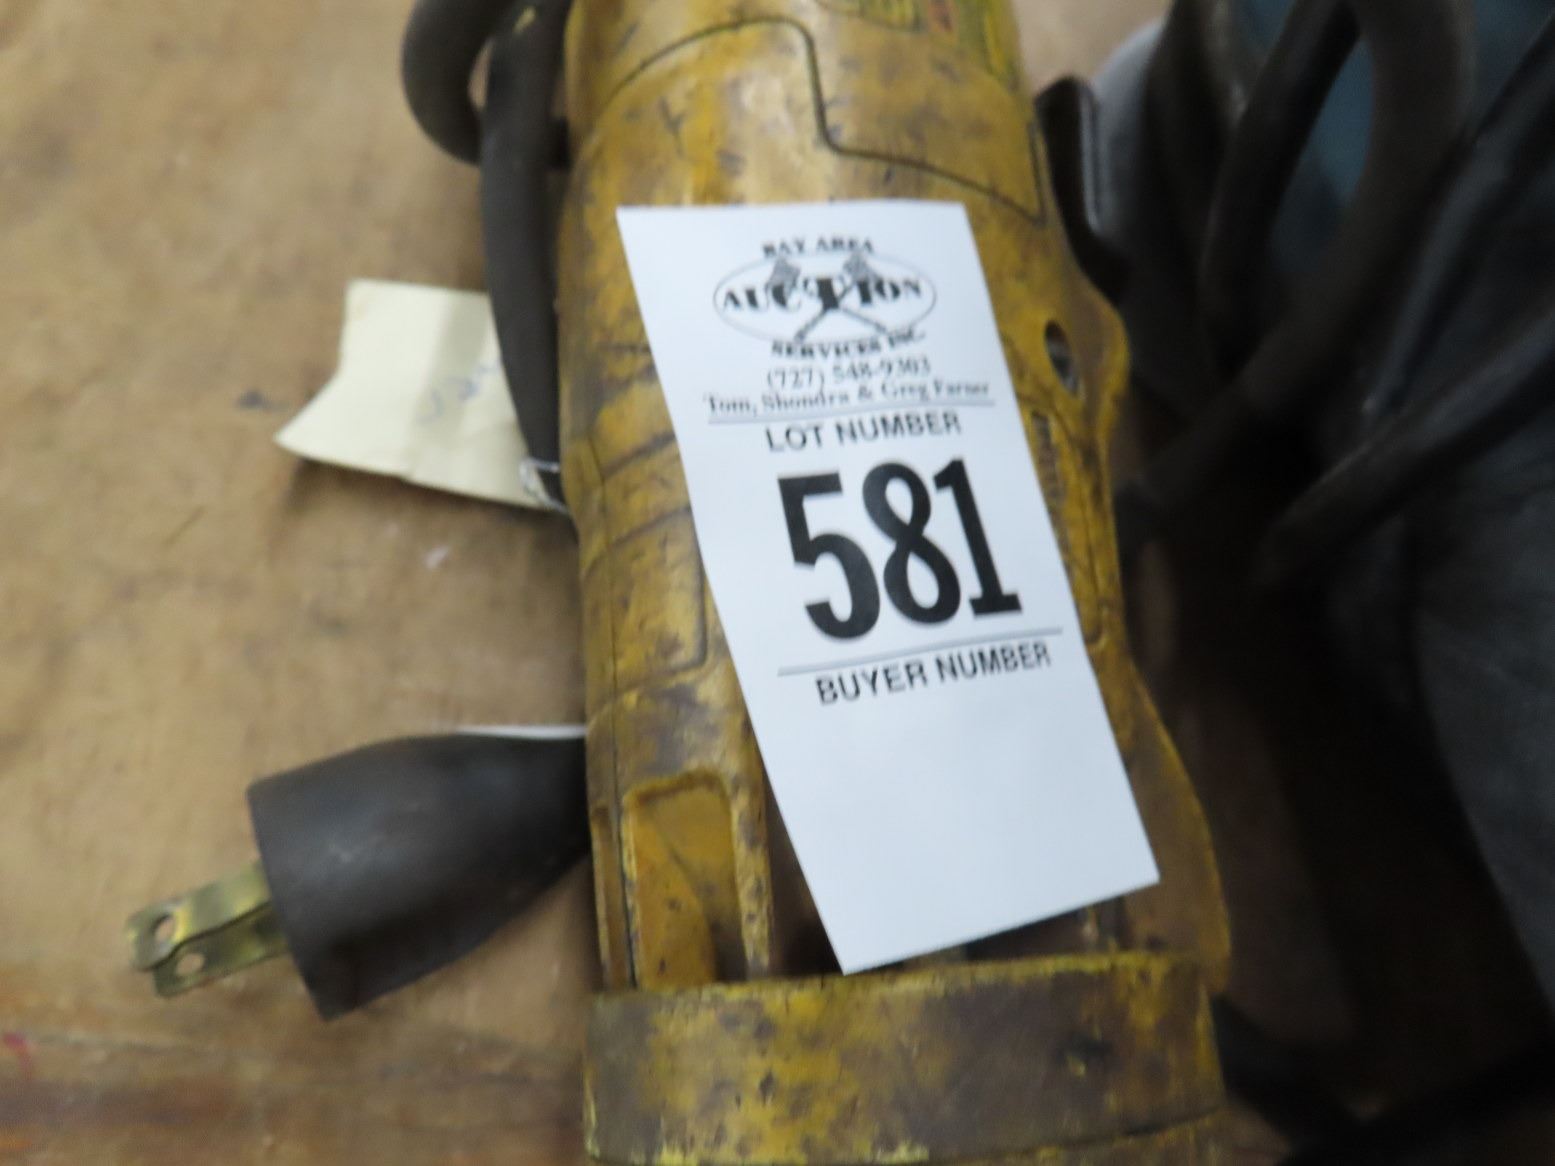 BAY AREA
AUCTION
SERVICES INC.
(727) 548-9303
Tom, Shondra & Greg Farner
LOT NUMBER
581
BUYER NUMBER